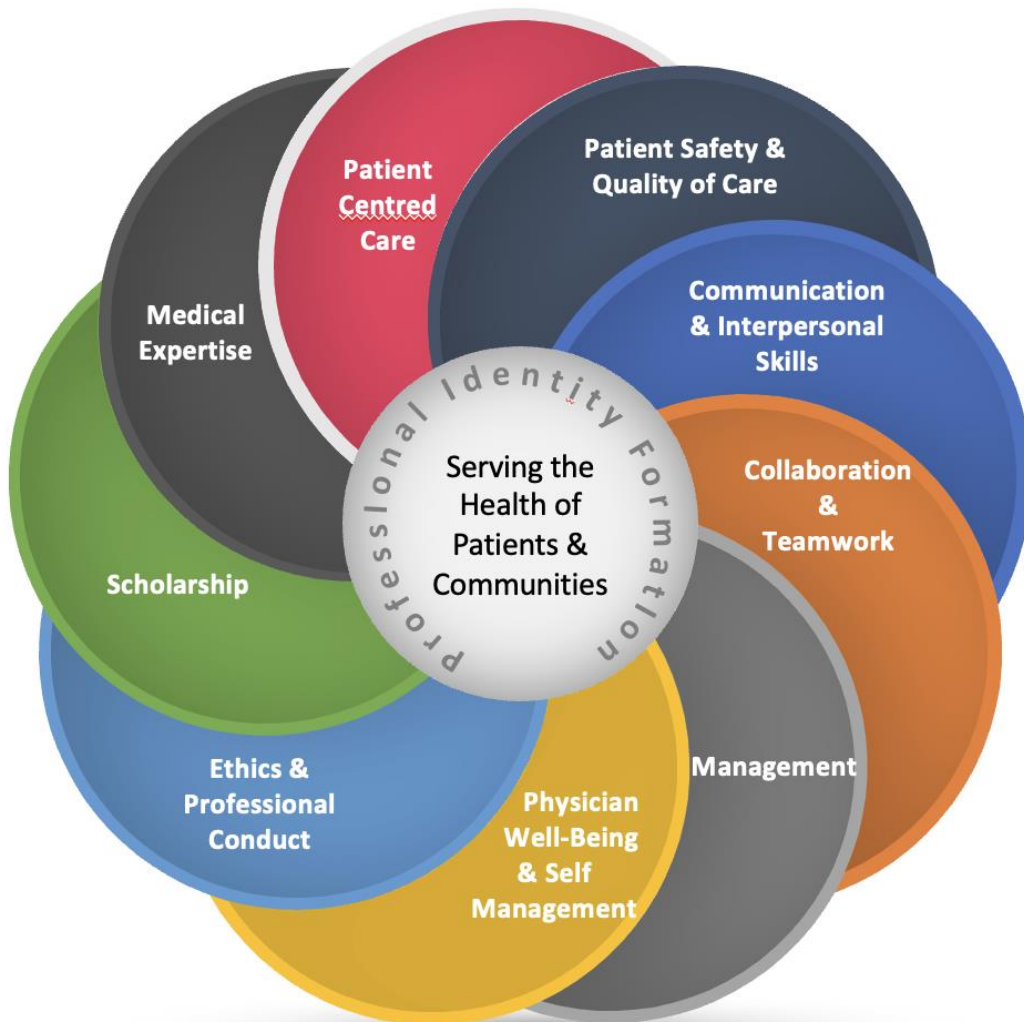 Patient
Centred
Care
Patient Safety &
Quality of Care
Communication
& Interpersonal
Skills
Collaboration
&
Teamwork
Management
Physician
Well-Being
& Self
Management
Ethics &
Professional
Conduct
Scholarship
Medical
Expertise
Professional Identity Formation
Serving the
Health of
Patients &
Communities